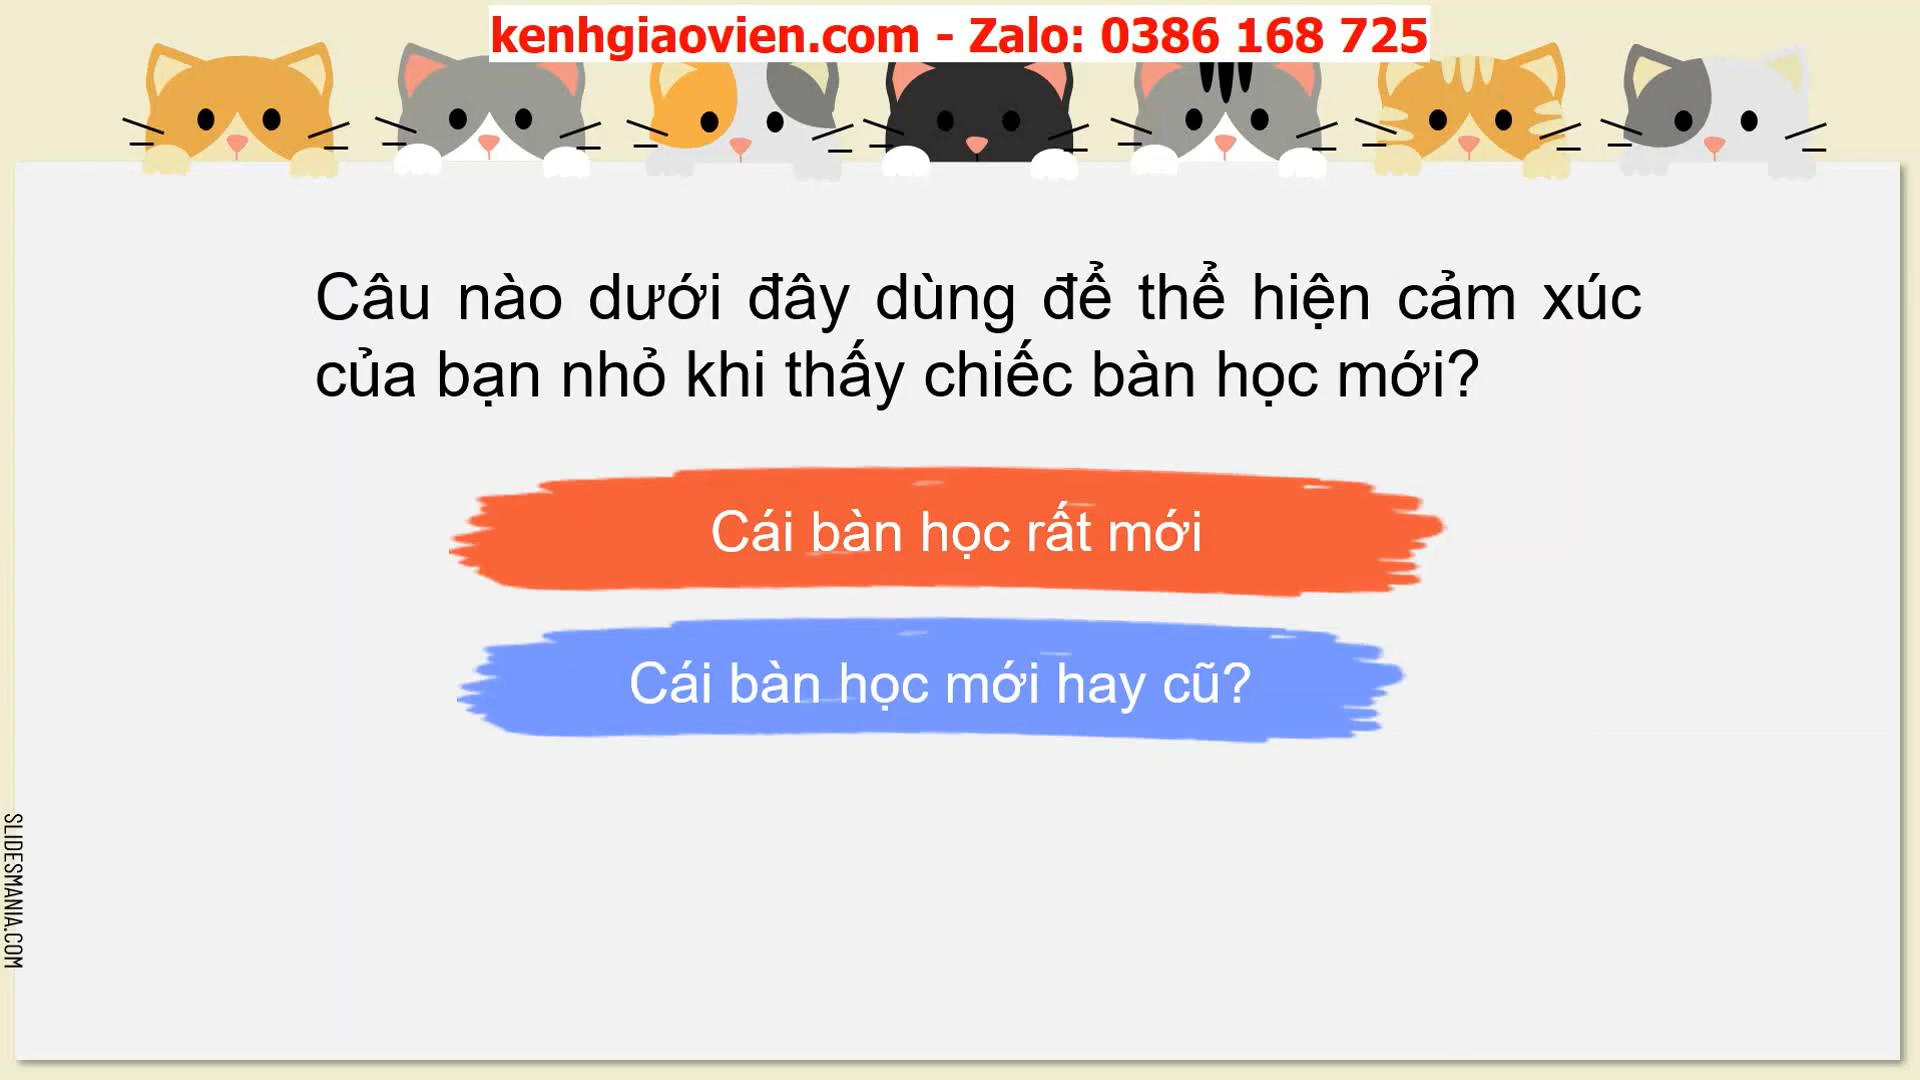 kenhgiaovien.com - Zalo: 0386 168 725
Câu nào dưới đây dùng để thể hiện cảm xúc
của bạn nhỏ khi thấy chiếc bàn học mới?
Cái bàn học rất mới
Cái bàn học mới hay cũ?
SLIDESMANIA.COM